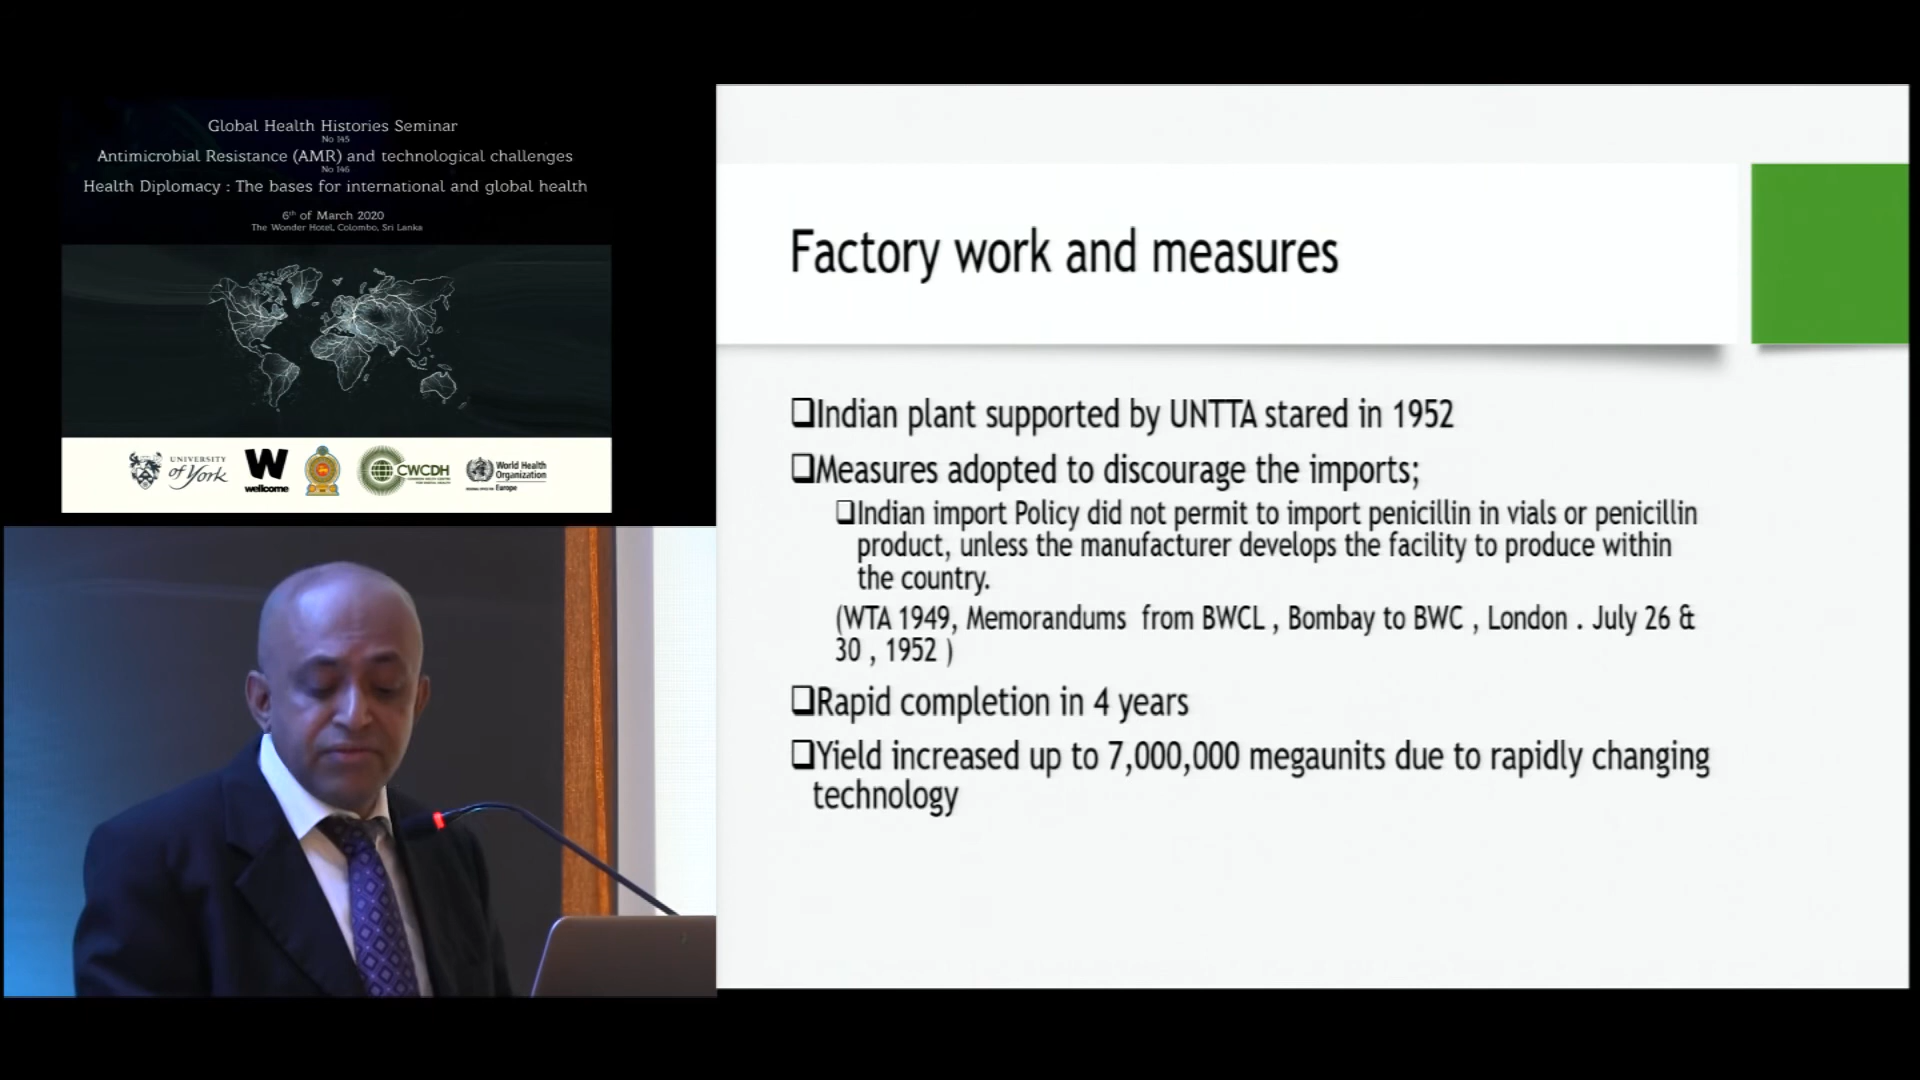 Global Health Histories Seminar
No 145
Antimicrobial Resistance (AMR) and technological challenges
No 146
Health Diplomacy : The bases for international and global health
6th of March 2020
The Wonder Hotel, Colombo, Sri Lanka
UNIVERSITY
of York
W
wellcome
CWCDH
World Health
Organization
Europe
Factory work and measures
❑Indian plant supported by UNTTA stared in 1952
❑Measures adopted to discourage the imports;
❑Indian import Policy did not permit to import penicillin in vials or penicillin
product, unless the manufacturer develops the facility to produce within
the country.
(WTA 1949, Memorandums from BWCL , Bombay to BWC , London . July 26 &
30 , 1952 )
❑Rapid completion in 4 years
❑Yield increased up to 7,000,000 megaunits due to rapidly changing
technology